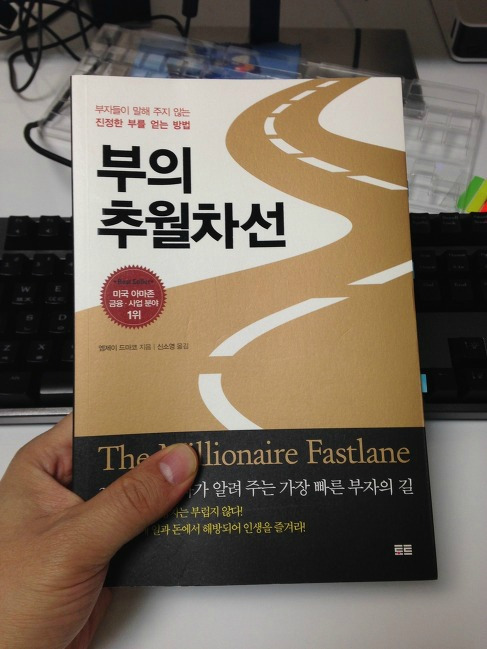 부자들이 말해 주지 않는
진정한 부를 얻는 방법
부의
추월차선
Best Seller
미국 아마존
금융·사업 분야
1위
엠제이 드마코 지음 | 신소영 옮김
The Millionaire Fastlane
가 알려 주는 가장 빠른 부자의 길
는 부럽지 않다!
일과 돈에서 해방되어 인생을 즐겨라!
토트